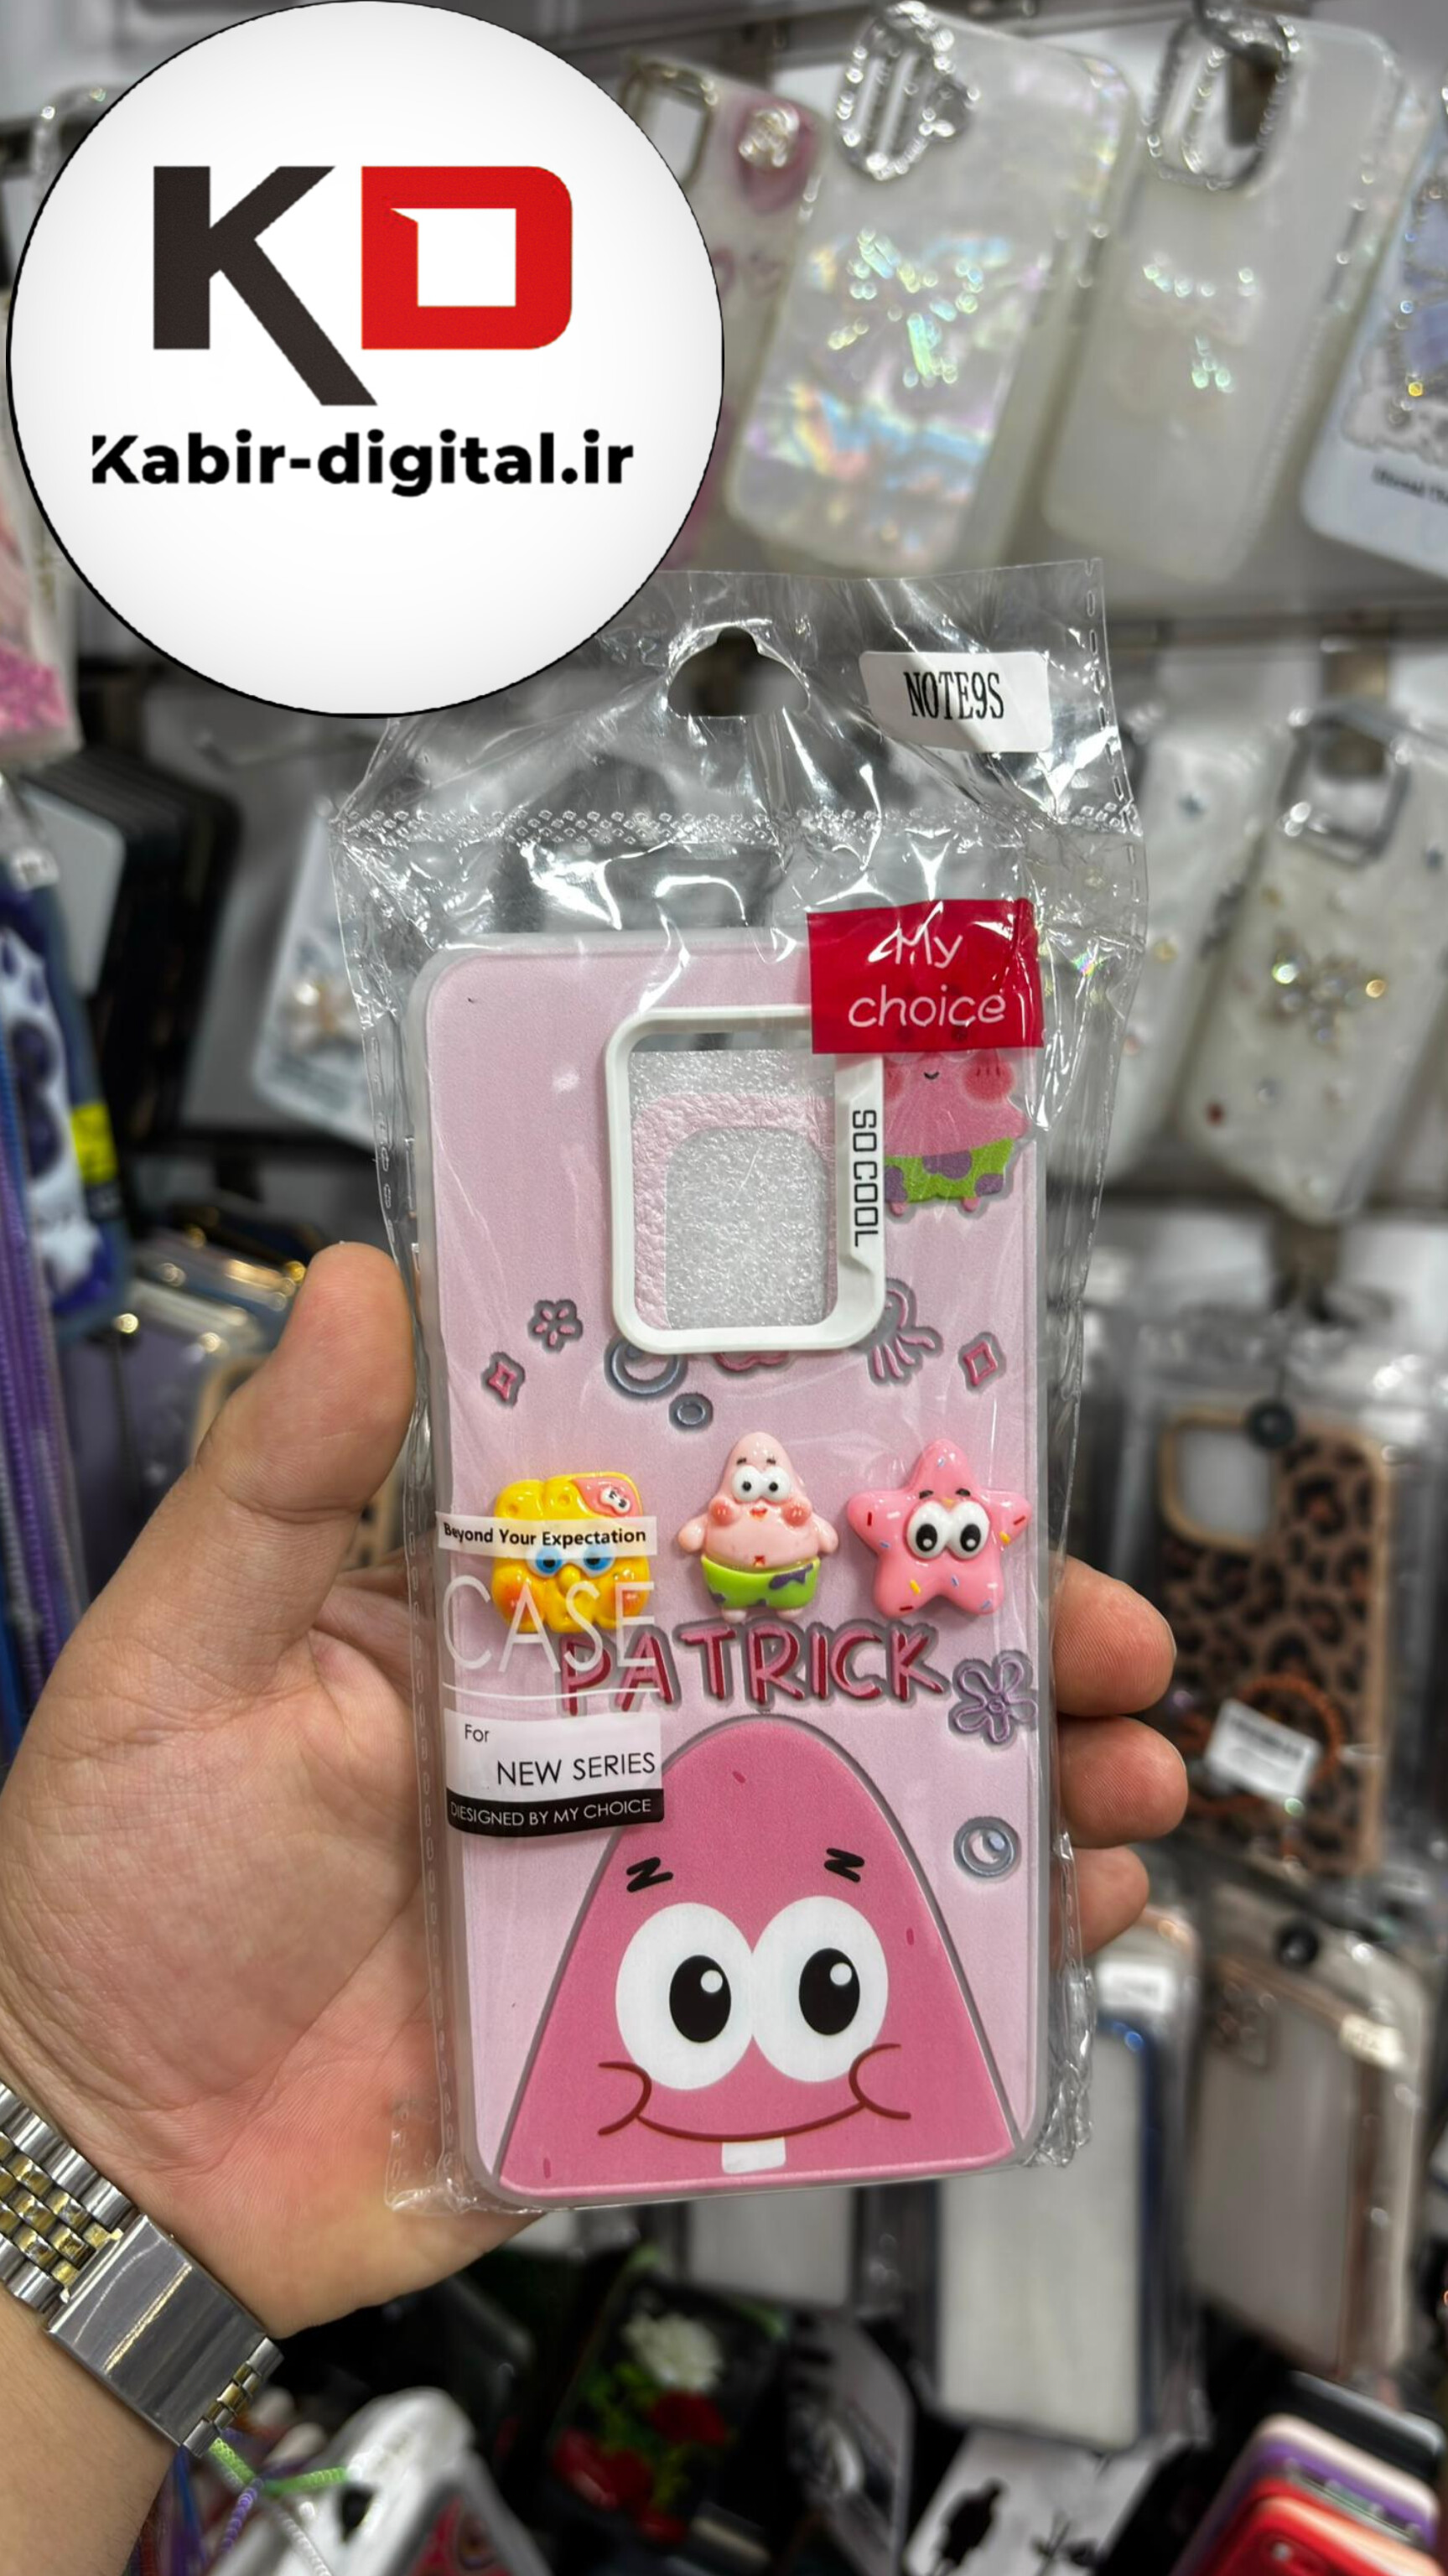 KD
Kabir-digital.ir
NOTE9S
My
choice
SO COOL
Beyond Your Expectation
CASE
PATRICK
For
NEW SERIES
DIESIGNED BY MY CHOICE